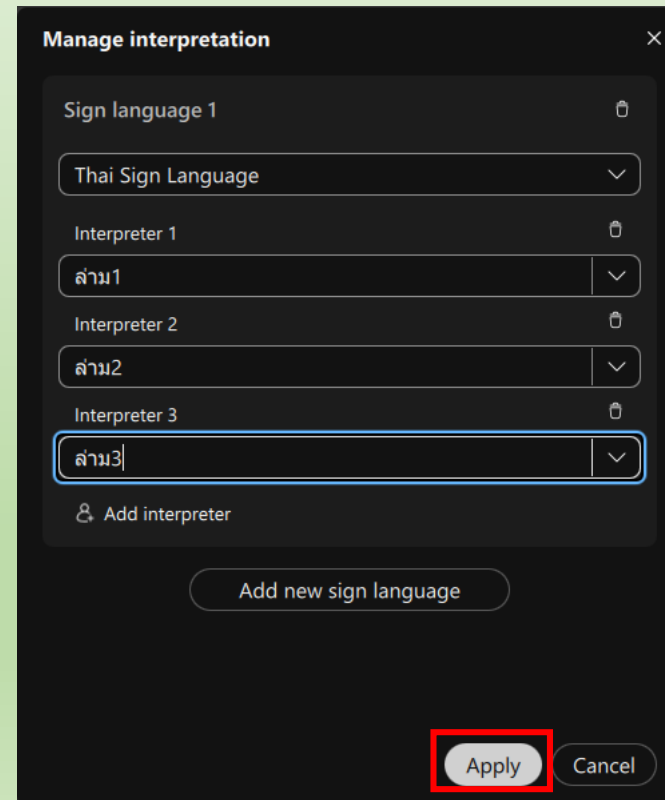 Manage interpretation
Sign language 1
Thai Sign Language
Interpreter 1
ล่าม1
Interpreter 2
ล่าม2
Interpreter 3
ล่าม3
Add interpreter
Add new sign language
Apply
Cancel